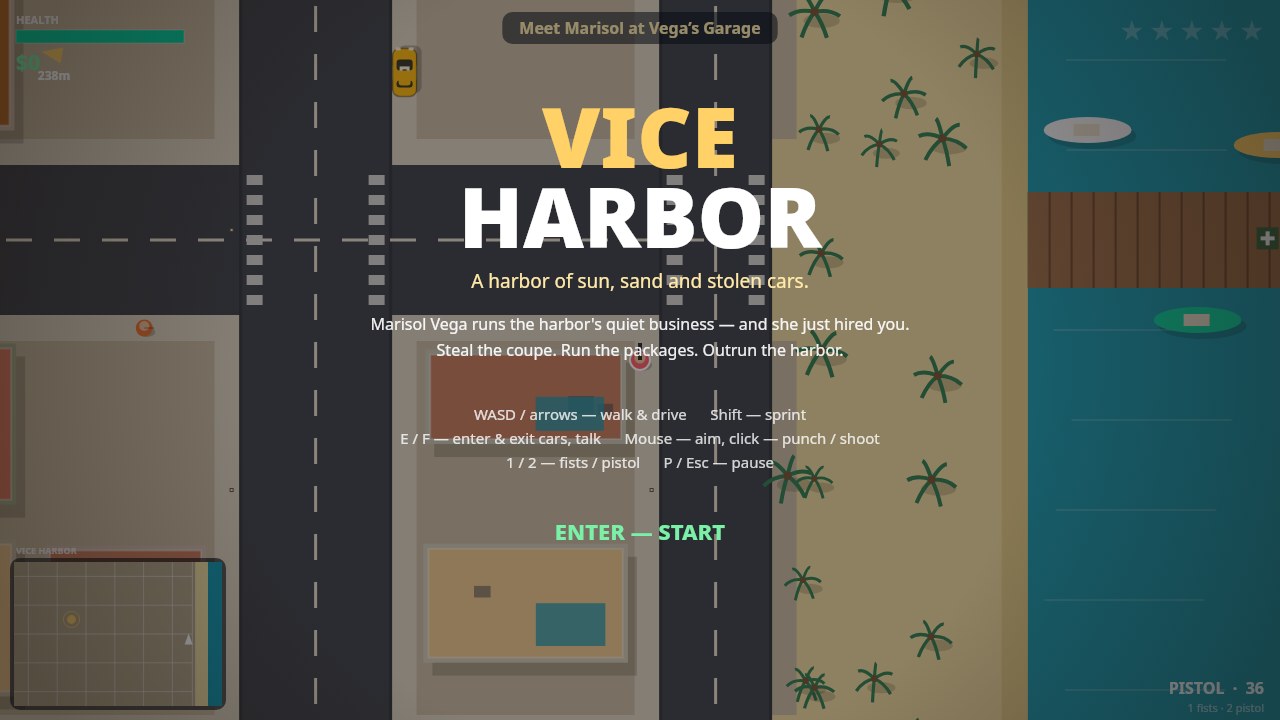 HEALTH
$0
238m
Meet Marisol at Vega's Garage
★ ★ ★ ★ ★
VICE
HARBOR
A harbor of sun, sand and stolen cars.
Marisol Vega runs the harbor's quiet business — and she just hired you.
Steal the coupe. Run the packages. Outrun the harbor.
WASD / arrows — walk & drive Shift — sprint
E / F — enter & exit cars, talk Mouse — aim, click — punch / shoot
1 / 2 — fists / pistol P / Esc — pause
ENTER — START
VICE HARBOR
PISTOL · 36
1 fists · 2 pistol